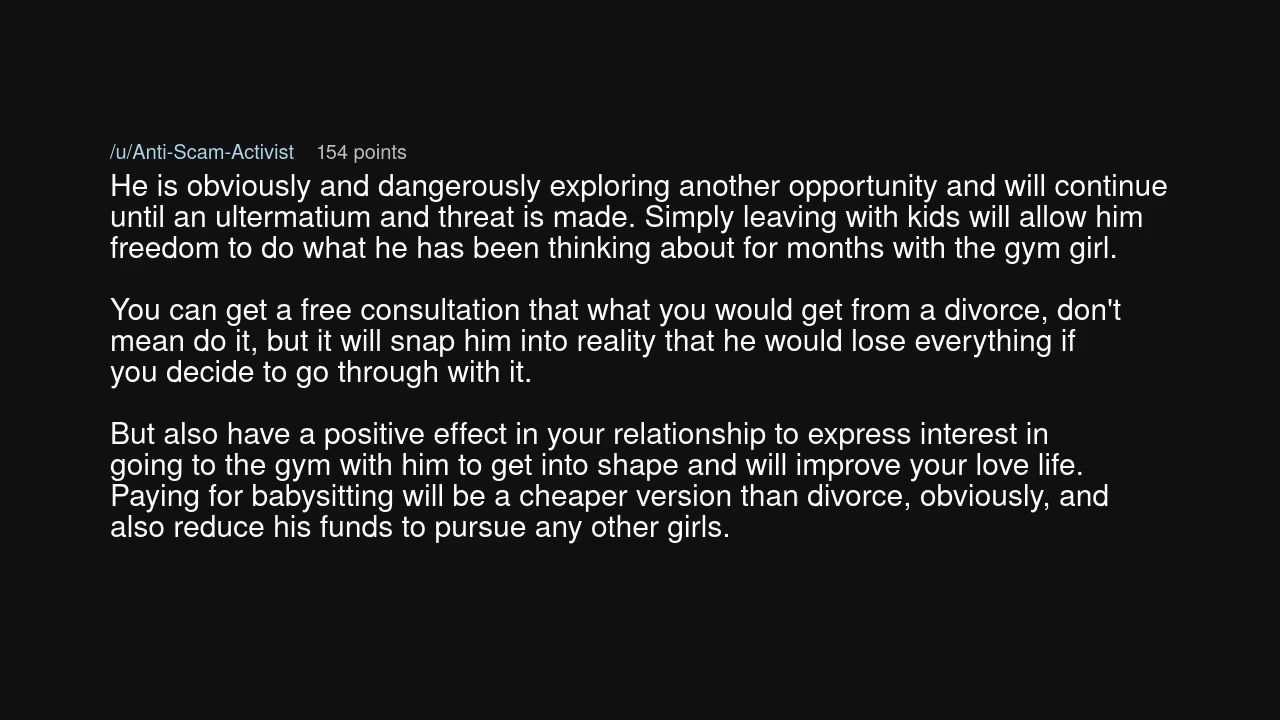 /u/Anti-Scam-Activist 154 points
He is obviously and dangerously exploring another opportunity and will continue
until an ultermatium and threat is made. Simply leaving with kids will allow him
freedom to do what he has been thinking about for months with the gym girl.
You can get a free consultation that what you would get from a divorce, don't
mean do it, but it will snap him into reality that he would lose everything if
you decide to go through with it.
But also have a positive effect in your relationship to express interest in
going to the gym with him to get into shape and will improve your love life.
Paying for babysitting will be a cheaper version than divorce, obviously, and
also reduce his funds to pursue any other girls.